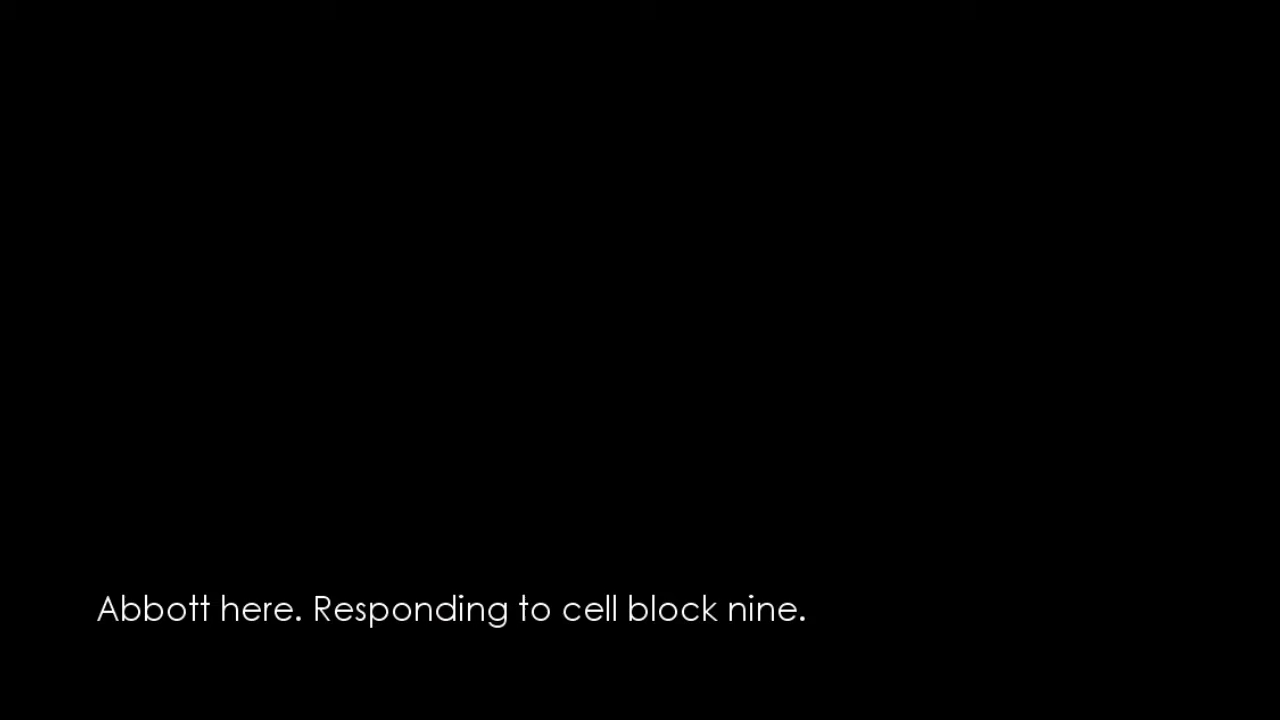 Abbott here. Responding to cell block nine.